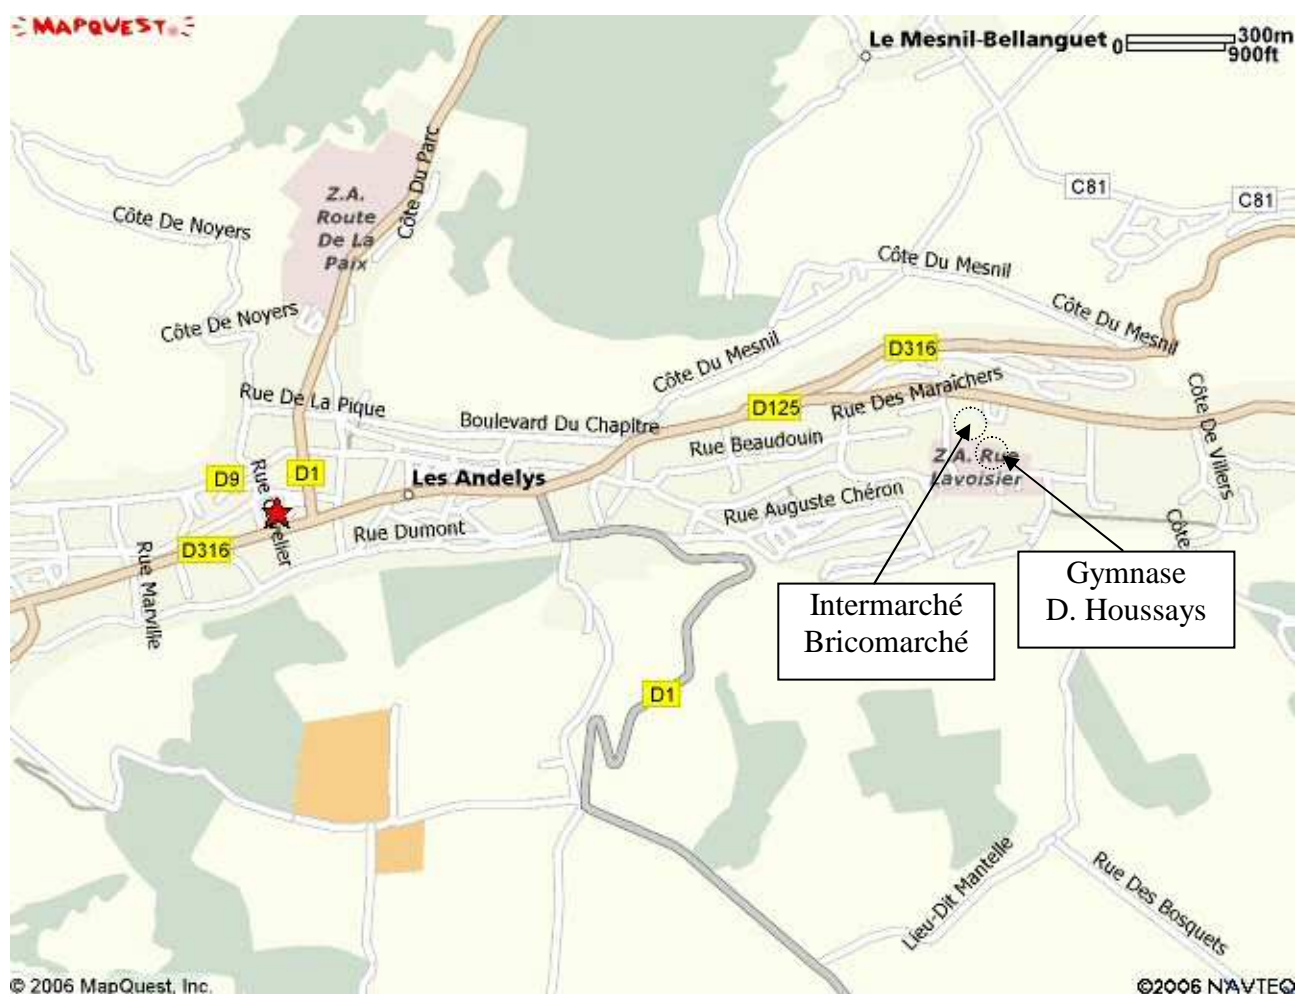 MAPQUEST.
Le Mesnil-Bellanguet
0
300m
900ft
Côte Du Parc
Z.A.
Route
De La
Paix
C81
C81
Côte De Noyers
Côte Du Mesnil
Côte De Noyers
Côte Du Mesnil
D316
Côte Du Mesnil
Rue De La Pique
Rue Des Maraîchers
D125
Boulevard Du Chapitre
Côte De Villers
Rue Beaudouin
D9
D1
Les Andelys
Z.A. Rue
Lavoisier
Rue Auguste Chéron
Rue Dumont
D316
Rue
Rue Marville
Côte
Gymnase
D. Houssays
Intermarché
Bricomarché
D1
Lieu-Dit Mantelle
Rue Des Bosquets
© 2006 MapQuest, Inc.
©2006 NAVTEQ